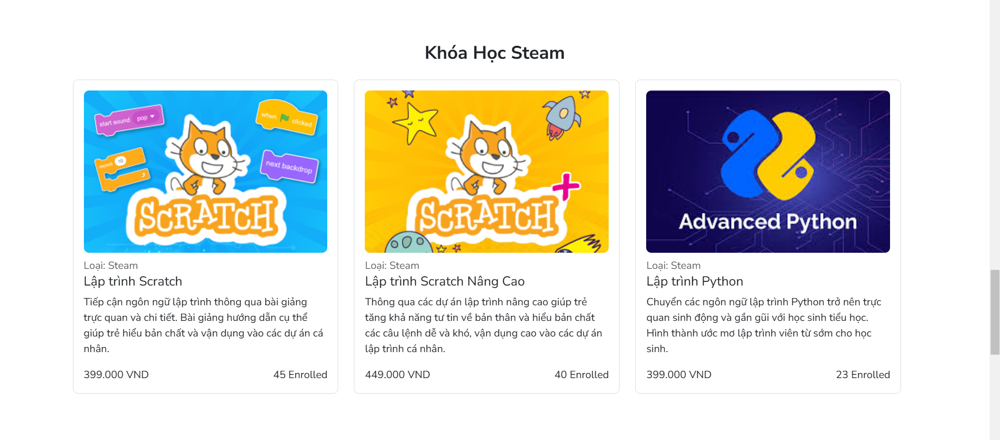 Khóa Học Steam
start sound pop
when clicked
repeat 10
next backdrop
SCRATCH
Loại: Steam
Lập trình Scratch
Tiếp cận ngôn ngữ lập trình thông qua bài giảng
trực quan và chi tiết. Bài giảng hướng dẫn cụ thể
giúp trẻ hiểu bản chất và vận dụng vào các dự án cá
nhân.
399.000 VND
45 Enrolled
SCRATCH
+
Loại: Steam
Lập trình Scratch Nâng Cao
Thông qua các dự án lập trình nâng cao giúp trẻ
tăng khả năng tư tin về bản thân và hiểu bản chất
các câu lệnh dễ và khó, vận dụng cao vào các dự án
lập trình cá nhân.
449.000 VND
40 Enrolled
Advanced Python
Loại: Steam
Lập trình Python
Chuyển các ngôn ngữ lập trình Python trở nên trực
quan sinh động và gần gũi với học sinh tiểu học.
Hình thành ước mơ lập trình viên từ sớm cho học
sinh.
399.000 VND
23 Enrolled